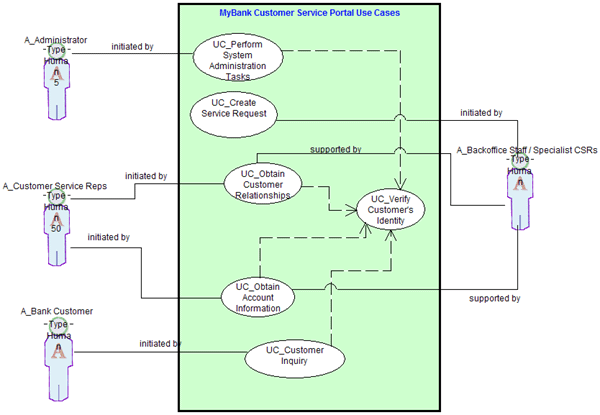 MyBank Customer Service Portal Use Cases
A_Administrator
Type
Huma
n
A
5
initiated by
UC_Perform
System
Administration
Tasks
UC_Create
Service Request
initiated by
A_Backoffice Staff / Specialist CSRs
Type
Huma
n
A
supported by
A_Customer Service Reps
Type
Huma
n
A
50
initiated by
UC_Obtain
Customer
Relationships
UC_Verify
Customer's
Identity
initiated by
UC_Obtain
Account
Information
supported by
A_Bank Customer
Type
Huma
n
A
initiated by
UC_Customer
Inquiry